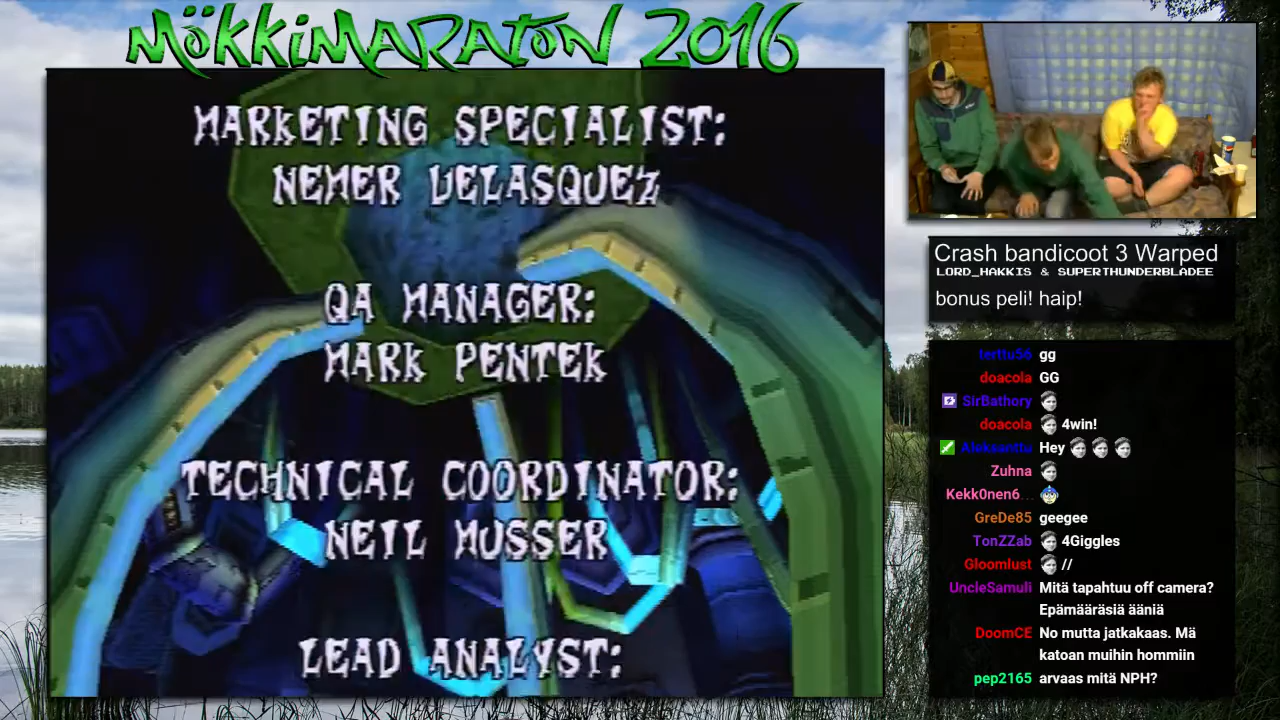 MökkiMARAToN 2016
MARKETING SPECIALIST:
NEMER VELASQUEZ
QA MANAGER:
MARK PENTEK
TECHNICAL COORDINATOR:
NEIL MUSSER
LEAD ANALYST:
Crash bandicoot 3 Warped
LORD_HAKKIS & SUPERTHUNDERBLADEE
bonus peli! haip!
terttu56 gg
doacola GG
SirBathory
doacola 4win!
Aleksanttu Hey
Zuhna
Kekk0nen6...
GreDe85 geegee
TonZZab 4Giggles
Gloomlust //
UncleSamuli Mitä tapahtuu off camera?
Epämääräsiä ääniä
DoomCE No mutta jatkakaas. Mä
katoan muihin hommiin
pep2165 arvaas mitä NPH?